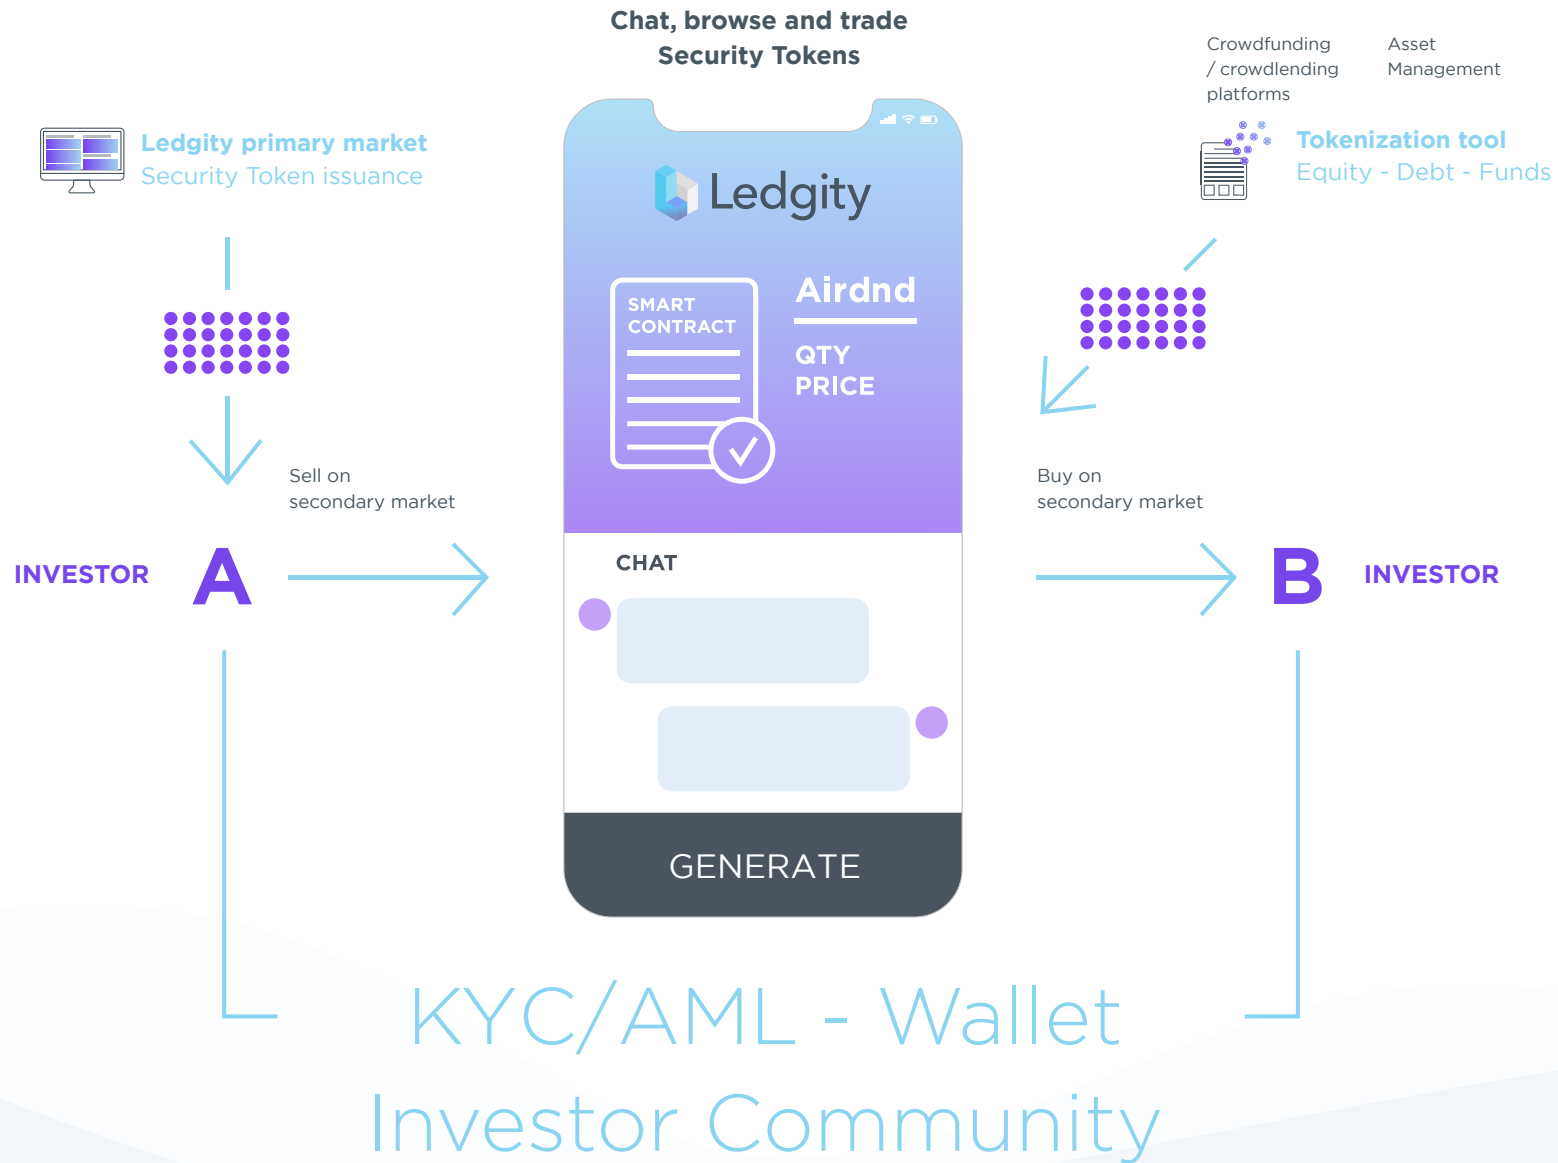 Chat, browse and trade
Security Tokens
Crowdfunding
/ crowdlending
platforms
Asset
Management
Ledgity primary market
Security Token issuance
Tokenization tool
Equity - Debt - Funds
Ledgity
SMART
CONTRACT
Airdnd
QTY
PRICE
Sell on
secondary market
Buy on
secondary market
INVESTOR
A
B
INVESTOR
CHAT
GENERATE
KYC/AML - Wallet
Investor Community